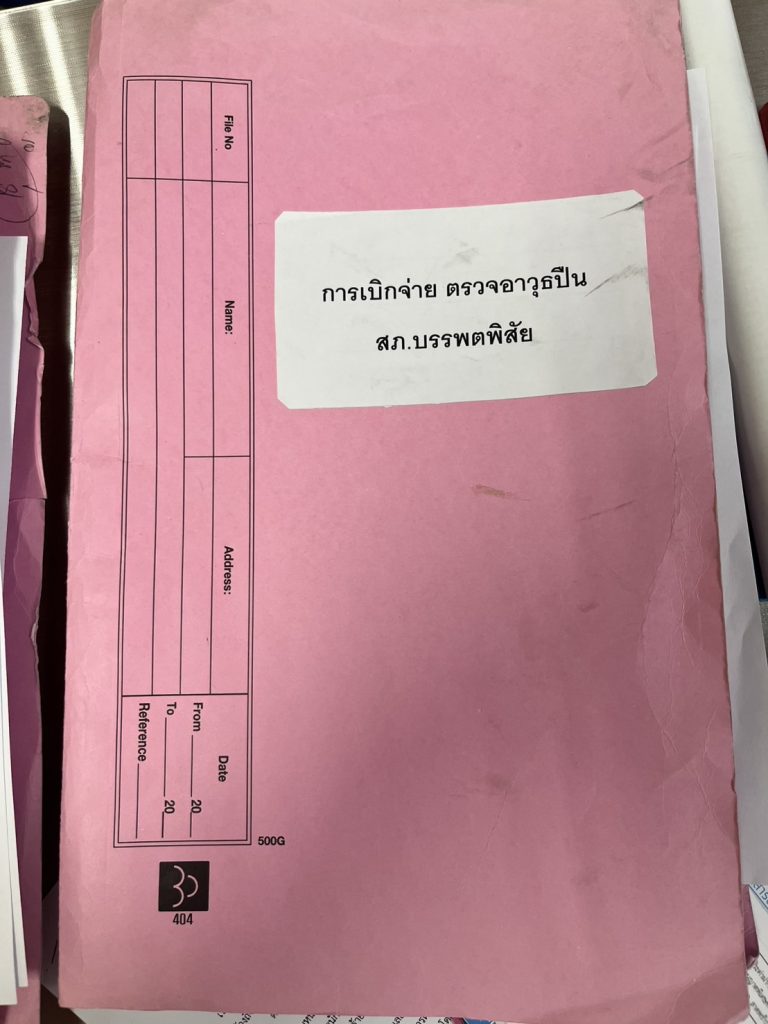 การเบิกจ่าย ตรวจอาวุธปืน
สภ.บรรพตพิสัย
File No
Name:
Address:
Date
From 20
To 20
Reference
500G
404